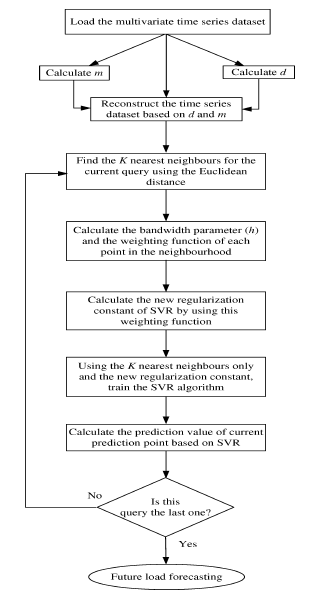 Load the multivariate time series dataset
Calculate m
Calculate d
Reconstruct the time series
dataset based on d and m
Find the K nearest neighbours for the
current query using the Euclidean
distance
Calculate the bandwidth parameter (h)
and the weighting function of each
point in the neighbourhood
Calculate the new regularization
constant of SVR by using this
weighting function
Using the K nearest neighbours only
and the new regularization constant,
train the SVR algorithm
Calculate the prediction value of current
prediction point based on SVR
No
Is this
query the last one?
Yes
Future load forecasting